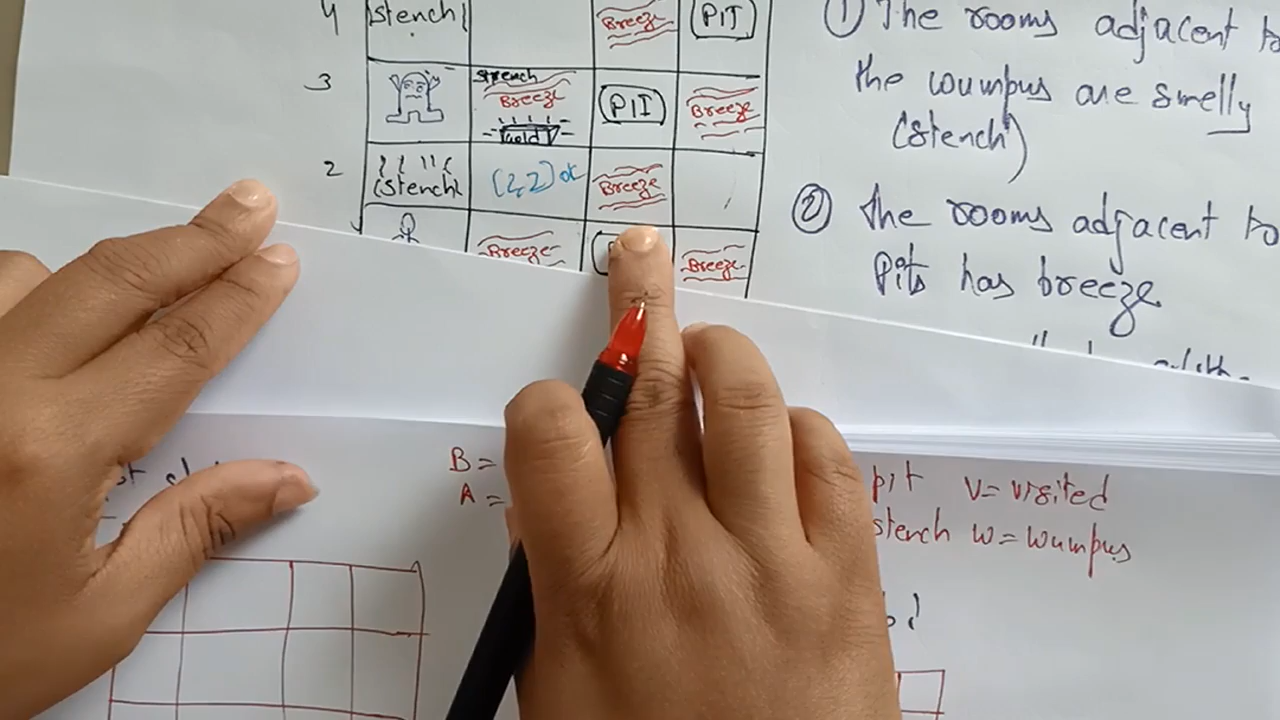 4 Stench Breeze PIT
3 Strench Breeze Gold PIT Breeze
2 (Stench (2,2) ok Breeze
Breeze Breeze
① The rooms adjacent to
the wumpus are smelly
(stench)
② the rooms adjacent to
Pits has breeze
B=
A=
pit V= visited
stench W= wumpus